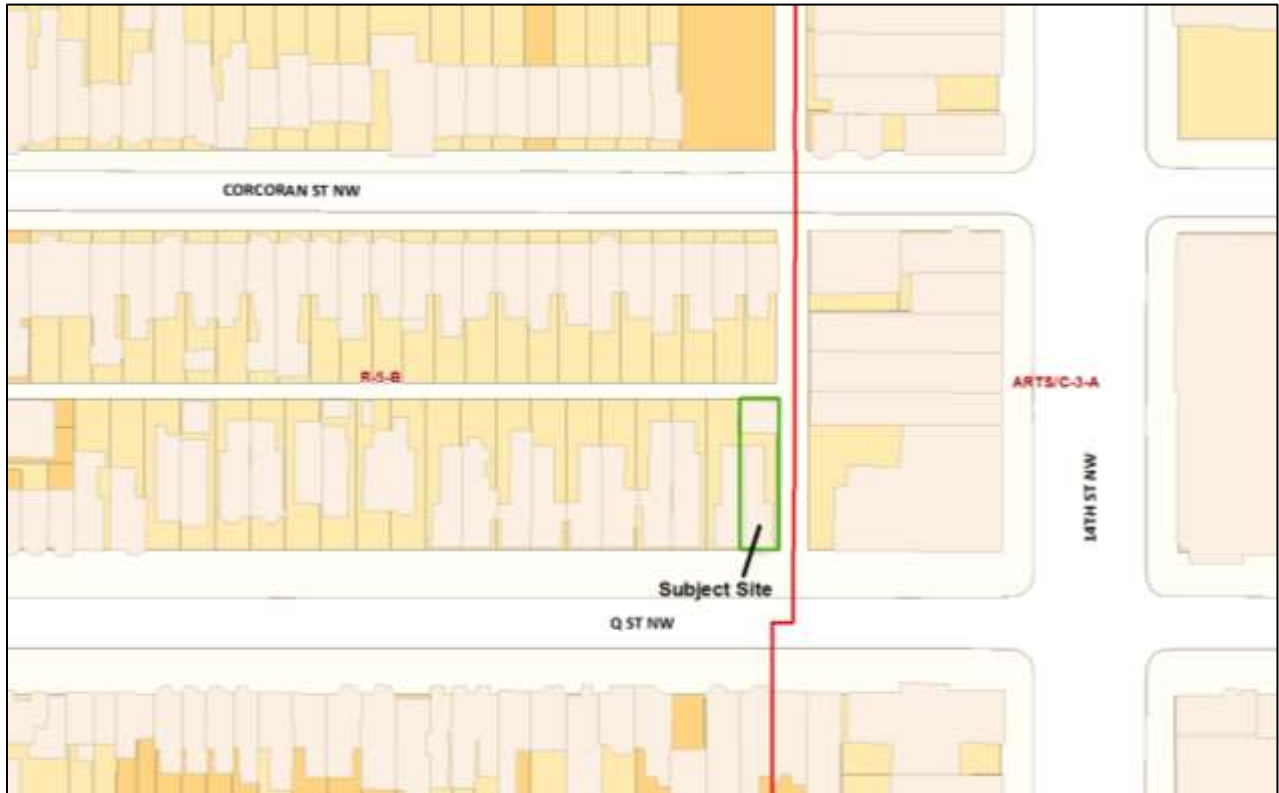 CORCORAN ST NW
R-5-B
ARTS/C-3-A
14TH ST NW
Subject Site
Q ST NW